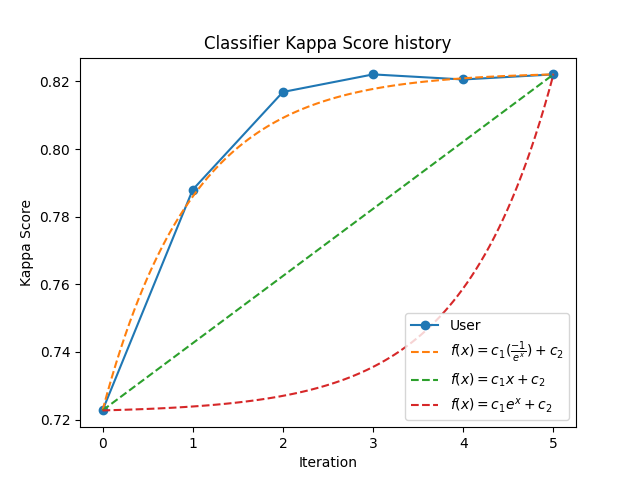 Classifier Kappa Score history
Kappa Score
0.82
0.80
0.78
0.76
0.74
0.72
User
f(x) = c₁(−1/eˣ) + c₂
f(x) = c₁x + c₂
f(x) = c₁eˣ + c₂
0 1 2 3 4 5
Iteration